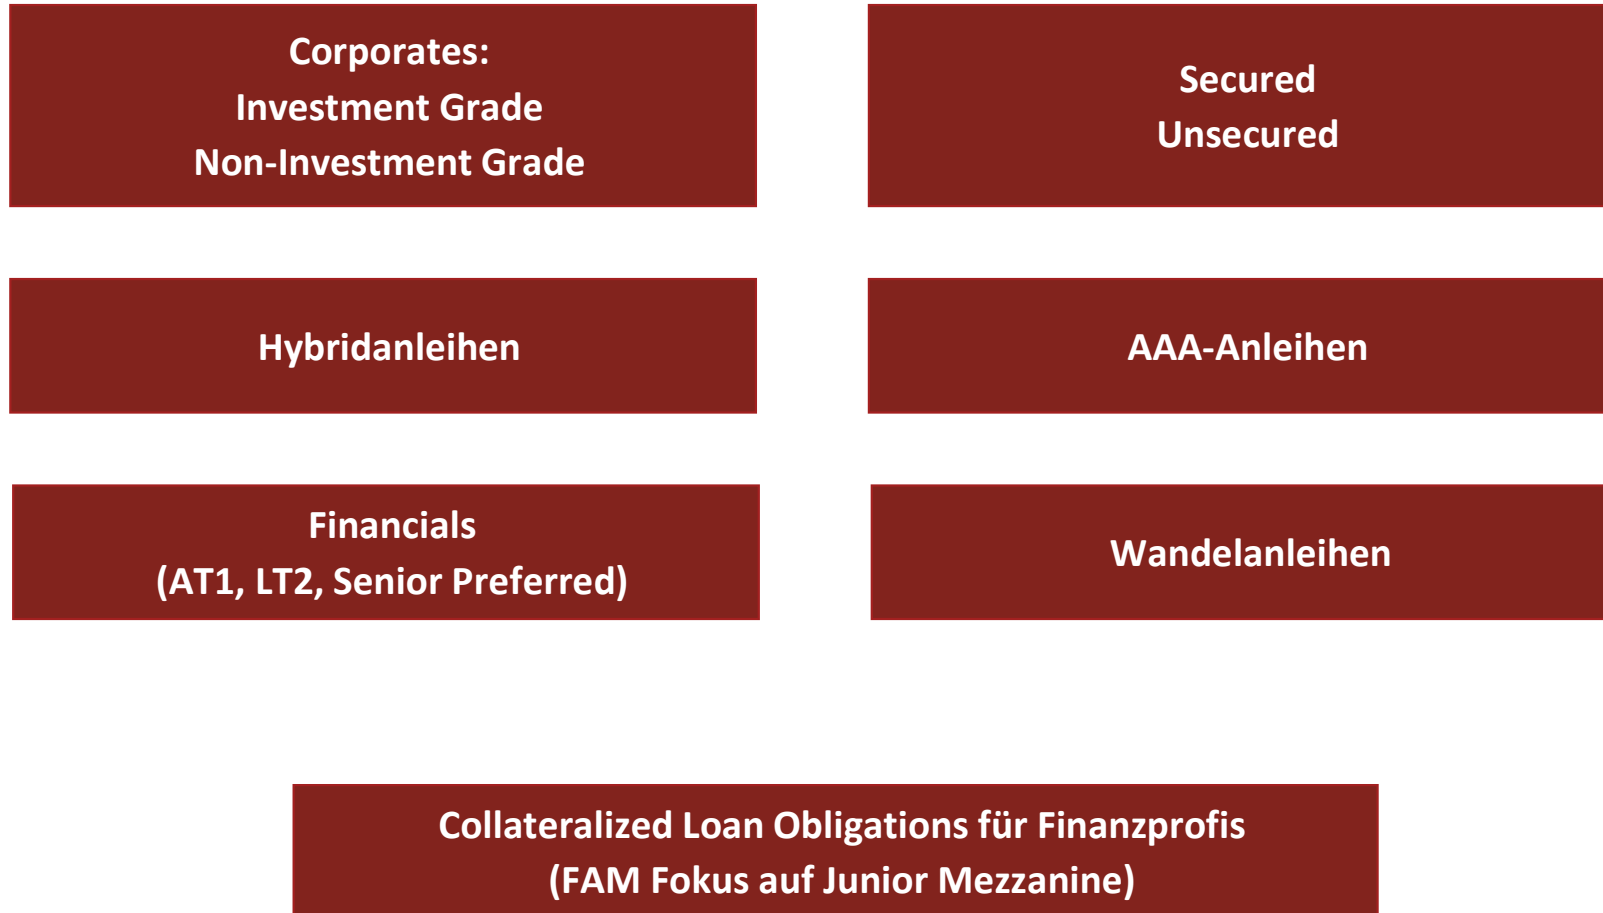 Corporates:
Investment Grade
Non-Investment Grade
Secured
Unsecured
Hybridanleihen
AAA-Anleihen
Financials
(AT1, LT2, Senior Preferred)
Wandelanleihen
Collateralized Loan Obligations für Finanzprofis
(FAM Fokus auf Junior Mezzanine)